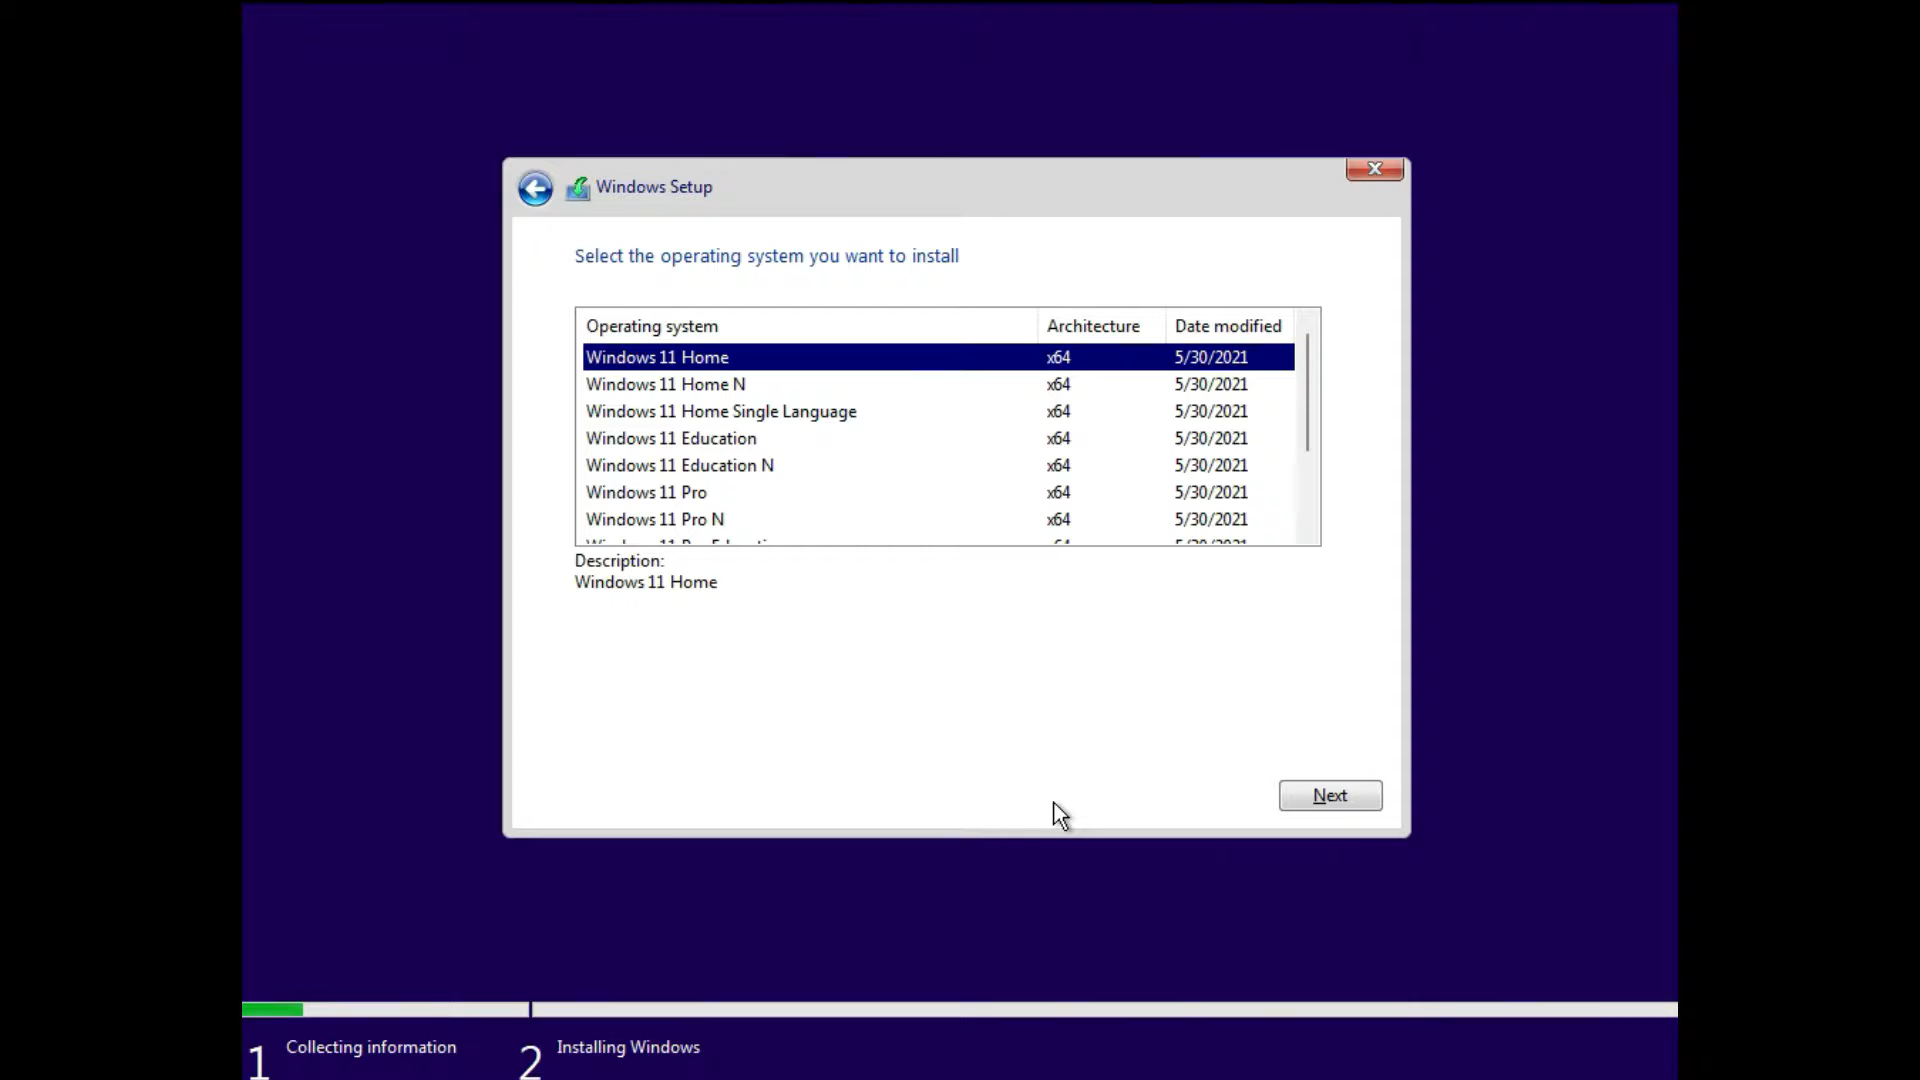 Windows Setup
Select the operating system you want to install
Operating system Architecture Date modified
Windows 11 Home x64 5/30/2021
Windows 11 Home N x64 5/30/2021
Windows 11 Home Single Language x64 5/30/2021
Windows 11 Education x64 5/30/2021
Windows 11 Education N x64 5/30/2021
Windows 11 Pro x64 5/30/2021
Windows 11 Pro N x64 5/30/2021
Description:
Windows 11 Home
Next
1 Collecting information 2 Installing Windows